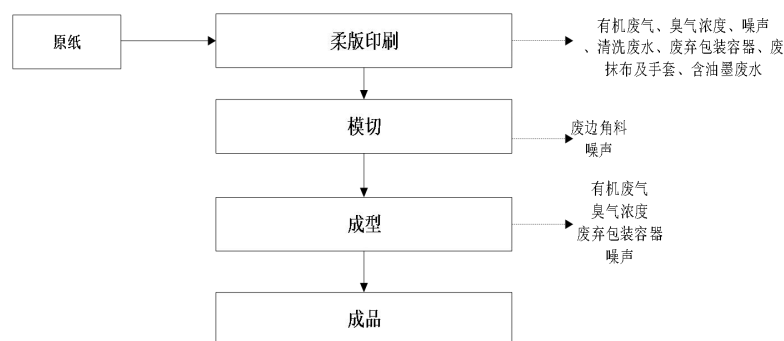 原纸
柔版印刷
有机废气、臭气浓度、噪声
、清洗废水、废弃包装容器、废
抹布及手套、含油墨废水
模切
废边角料
噪声
成型
有机废气
臭气浓度
废弃包装容器
噪声
成品